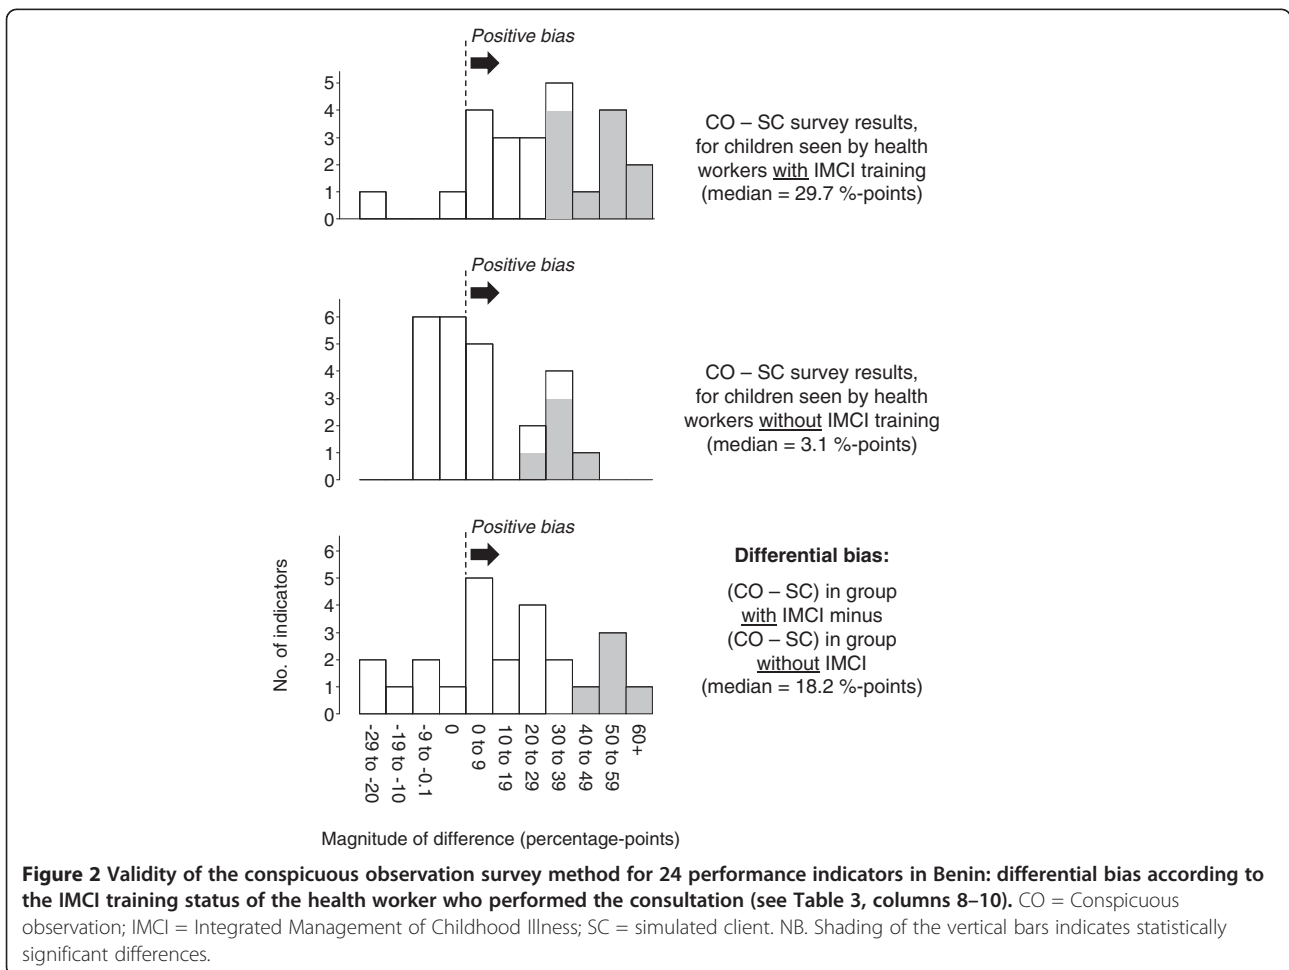 Positive bias
5
4
3
2
1
0
CO – SC survey results,
for children seen by health
workers with IMCI training
(median = 29.7 %-points)
Positive bias
6
5
4
3
2
1
0
CO – SC survey results,
for children seen by health
workers without IMCI training
(median = 3.1 %-points)
Positive bias
No. of indicators
6
5
4
3
2
1
0
Differential bias:
(CO – SC) in group
with IMCI minus
(CO – SC) in group
without IMCI
(median = 18.2 %-points)
-29 to -20
-19 to -10
-9 to -0.1
0
0 to 9
10 to 19
20 to 29
30 to 39
40 to 49
50 to 59
60+
Magnitude of difference (percentage-points)
Figure 2 Validity of the conspicuous observation survey method for 24 performance indicators in Benin: differential bias according to
the IMCI training status of the health worker who performed the consultation (see Table 3, columns 8–10). CO = Conspicuous
observation; IMCI = Integrated Management of Childhood Illness; SC = simulated client. NB. Shading of the vertical bars indicates statistically
significant differences.